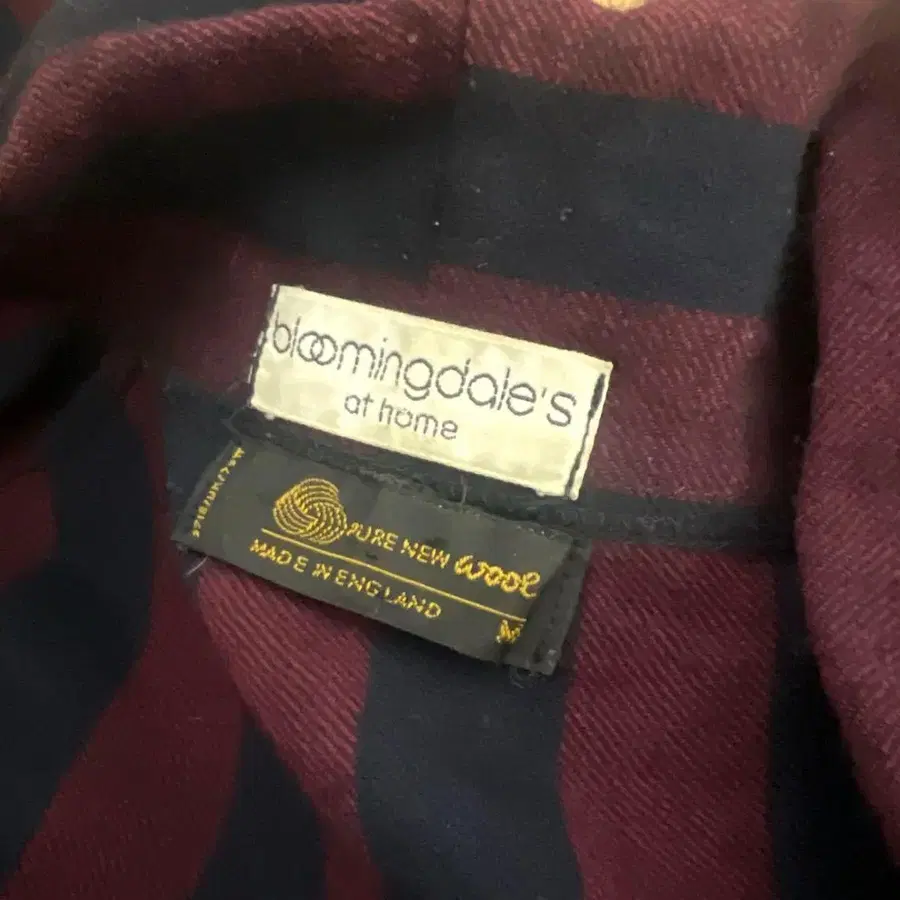 bloomingdale's
at home
PURE NEW wool
MADE IN ENGLAND
M